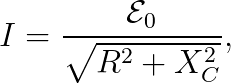 I = \frac{\mathcal{E}_0}{\sqrt{R^2 + X_C^2}},